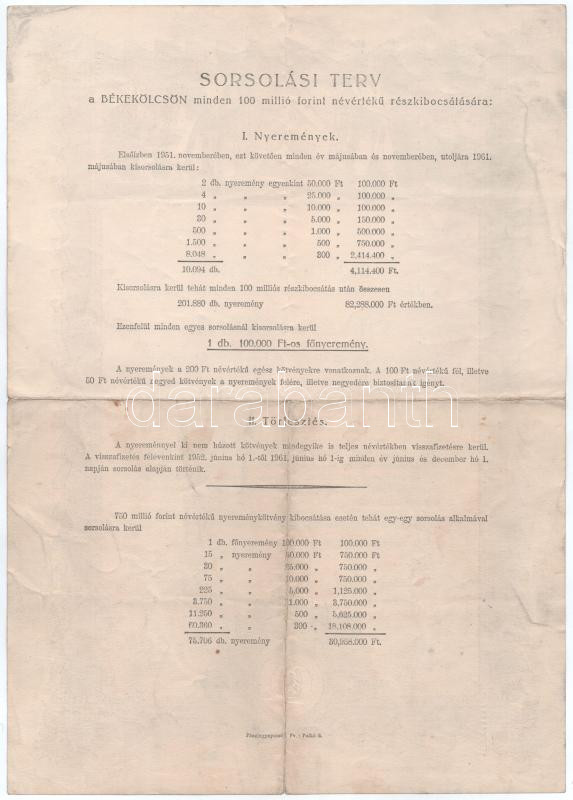 SORSOLÁSI TERV
a BÉKEKÖLCSÖN minden 100 millió forint névértékű részkibocsátására:
I. Nyeremények.
Elsőízben 1951. novemberében, ezt követően minden év májusában és novemberében, utoljára 1961.
májusában kisorsolásra kerül:
2 db. nyeremény egyenkint 50.000 Ft 100.000 Ft
4 „ „ „ 25.000 „ 100.000 „
10 „ „ „ 10.000 „ 100.000 „
30 „ „ „ 5.000 „ 150.000 „
500 „ „ „ 1.000 „ 500.000 „
1.500 „ „ „ 500 „ 750.000 „
8.048 „ „ „ 300 „ 2,414.400 „
10.094 db. 4,114.400 Ft.
Kisorsolásra kerül tehát minden 100 milliós részkibocsátás után összesen
201.880 db. nyeremény 82,288.000 Ft értékben.
Ezenfelül minden egyes sorsolásnál kisorsolásra kerül
1 db. 100.000 Ft-os főnyeremény.
A nyeremények a 200 Ft névértékű egész kötvényekre vonatkoznak. A 100 Ft névértékű fél, illetve
50 Ft névértékű negyed kötvények a nyeremények felére, illetve negyedére biztosítanak igényt.
darabanth
II. Törlesztés.
A nyereménnyel ki nem húzott kötvények mindegyike is teljes névértékben visszafizetésre kerül.
A visszafizetés félévenkint 1952. június hó 1.-től 1961. június hó 1-ig minden év június és december hó 1.
napján sorsolás alapján történik.
750 millió forint névértékű nyereménykötvény kibocsátása esetén tehát egy-egy sorsolás alkalmával
sorsolásra kerül
1 db. főnyeremény 100.000 Ft 100.000 Ft
15 „ nyeremény 50.000 Ft 750.000 Ft
30 „ „ 25.000 „ 750.000 „
75 „ „ 10.000 „ 750.000 „
225 „ „ 5,000 „ 1,125.000 „
3.750 „ „ 1.000 „ 3,750.000 „
11.250 „ „ 500 „ 5,625.000 „
60.360 „ „ 300 „ 18,108.000 „
75.706 db. nyeremény 30,958.000 Ft.
Pénzjegynyomda Fv.: Palkó S.